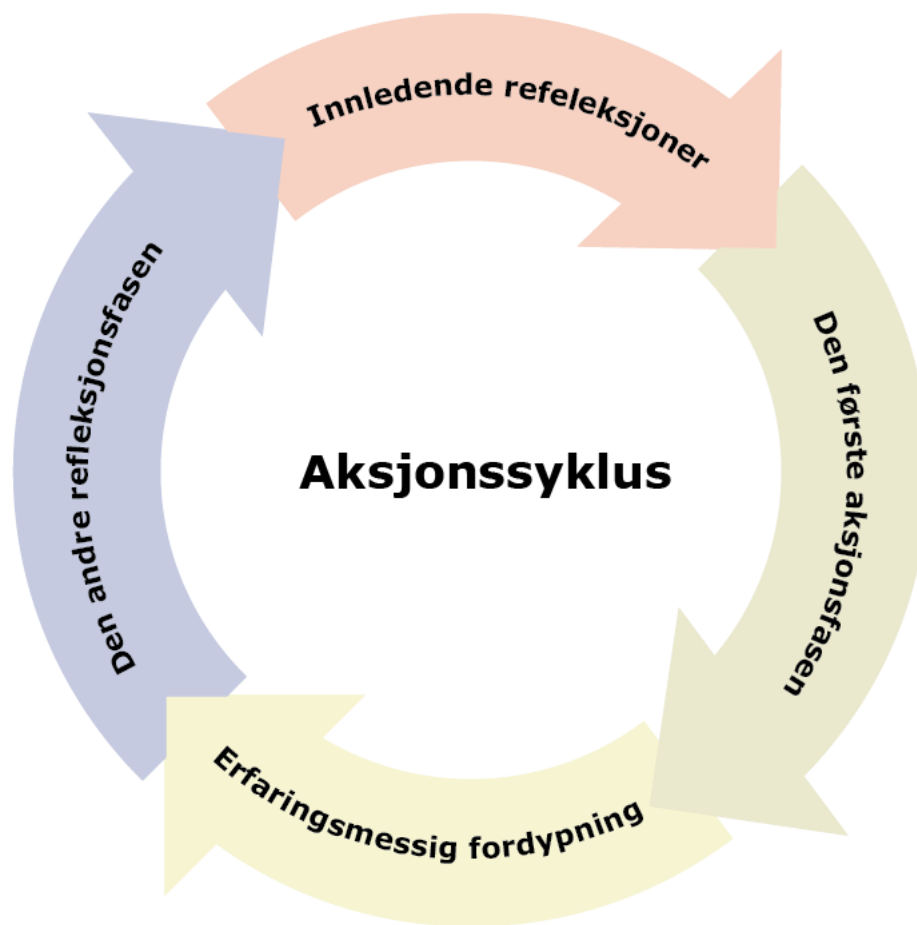 Innledende refeleksjoner
Den første aksjonsfasen
Erfaringsmessig fordypning
Den andre refleksjonsfasen
Aksjonssyklus